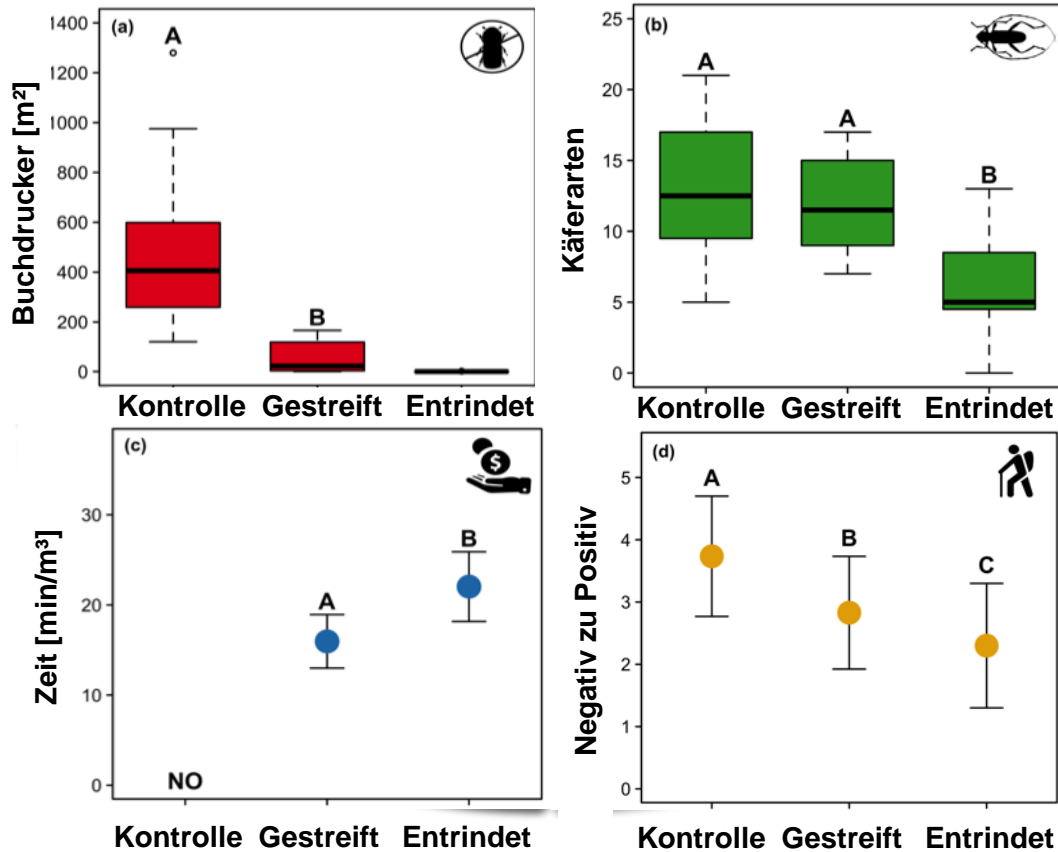 (a)
Buchdrucker [m²]
1400
1200
1000
800
600
400
200
0
A
B
Kontrolle Gestreift Entrindet
(b)
Käferarten
25
20
15
10
5
0
A
A
B
Kontrolle Gestreift Entrindet
(c)
$
Zeit [min/m³]
30
20
10
0
NO
A
B
Kontrolle Gestreift Entrindet
(d)
Negativ zu Positiv
5
4
3
2
1
0
A
B
C
Kontrolle Gestreift Entrindet